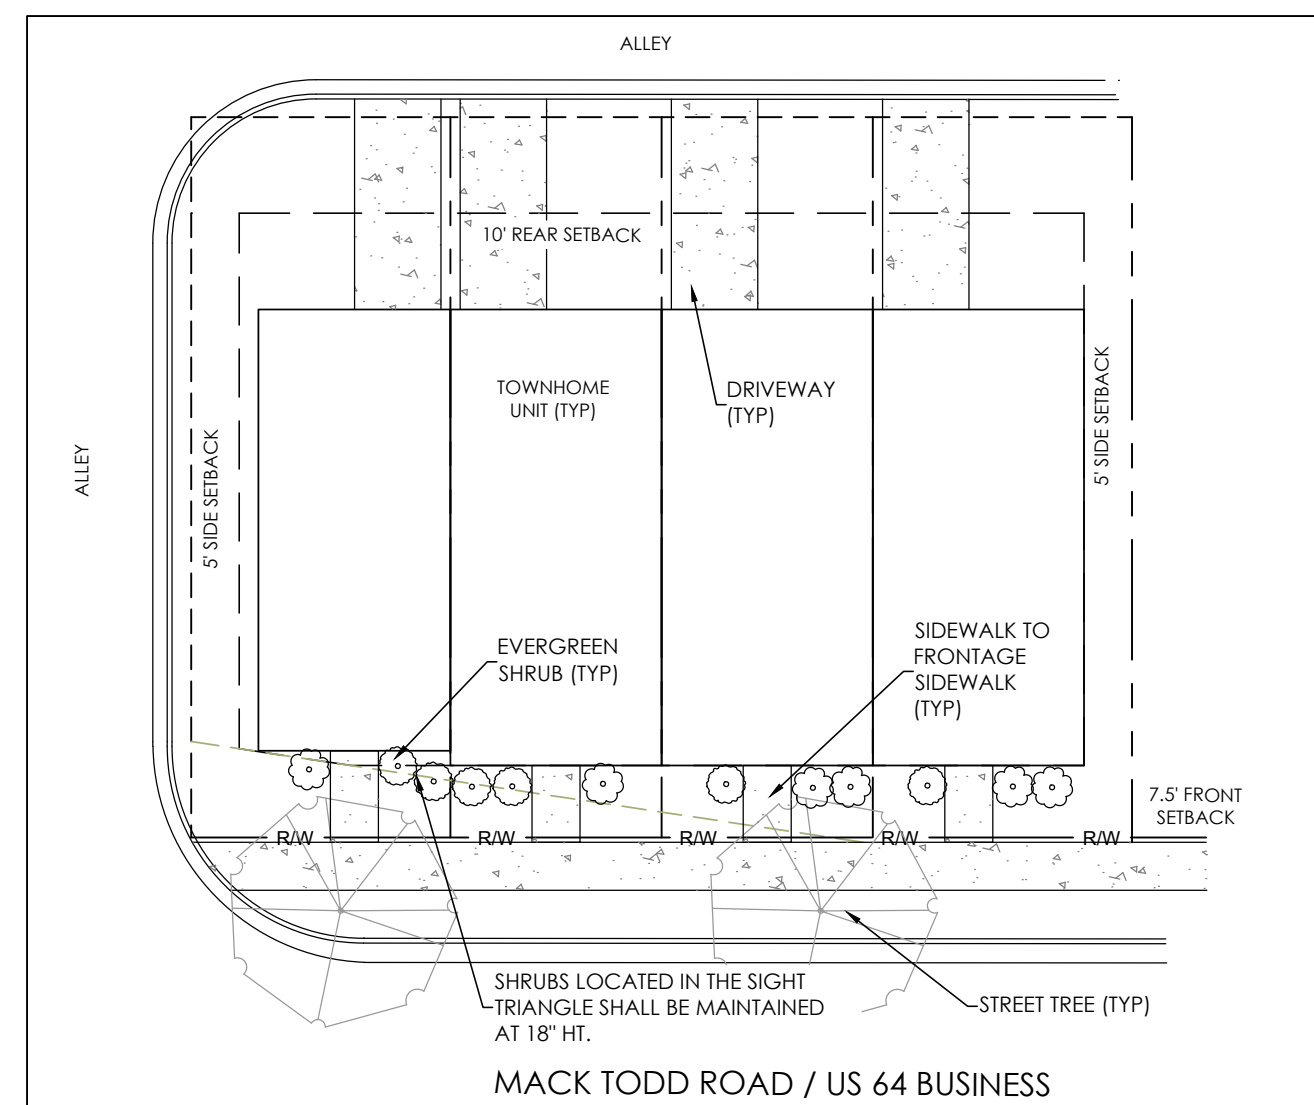 ALLEY
10' REAR SETBACK
TOWNHOME
UNIT (TYP)
DRIVEWAY
(TYP)
5' SIDE SETBACK
ALLEY
5' SIDE SETBACK
EVERGREEN
SHRUB (TYP)
SIDEWALK TO
FRONTAGE
SIDEWALK
(TYP)
7.5' FRONT
SETBACK
R/W
R/W
R/W
R/W
R/W
SHRUBS LOCATED IN THE SIGHT
TRIANGLE SHALL BE MAINTAINED
AT 18" HT.
STREET TREE (TYP)
MACK TODD ROAD / US 64 BUSINESS